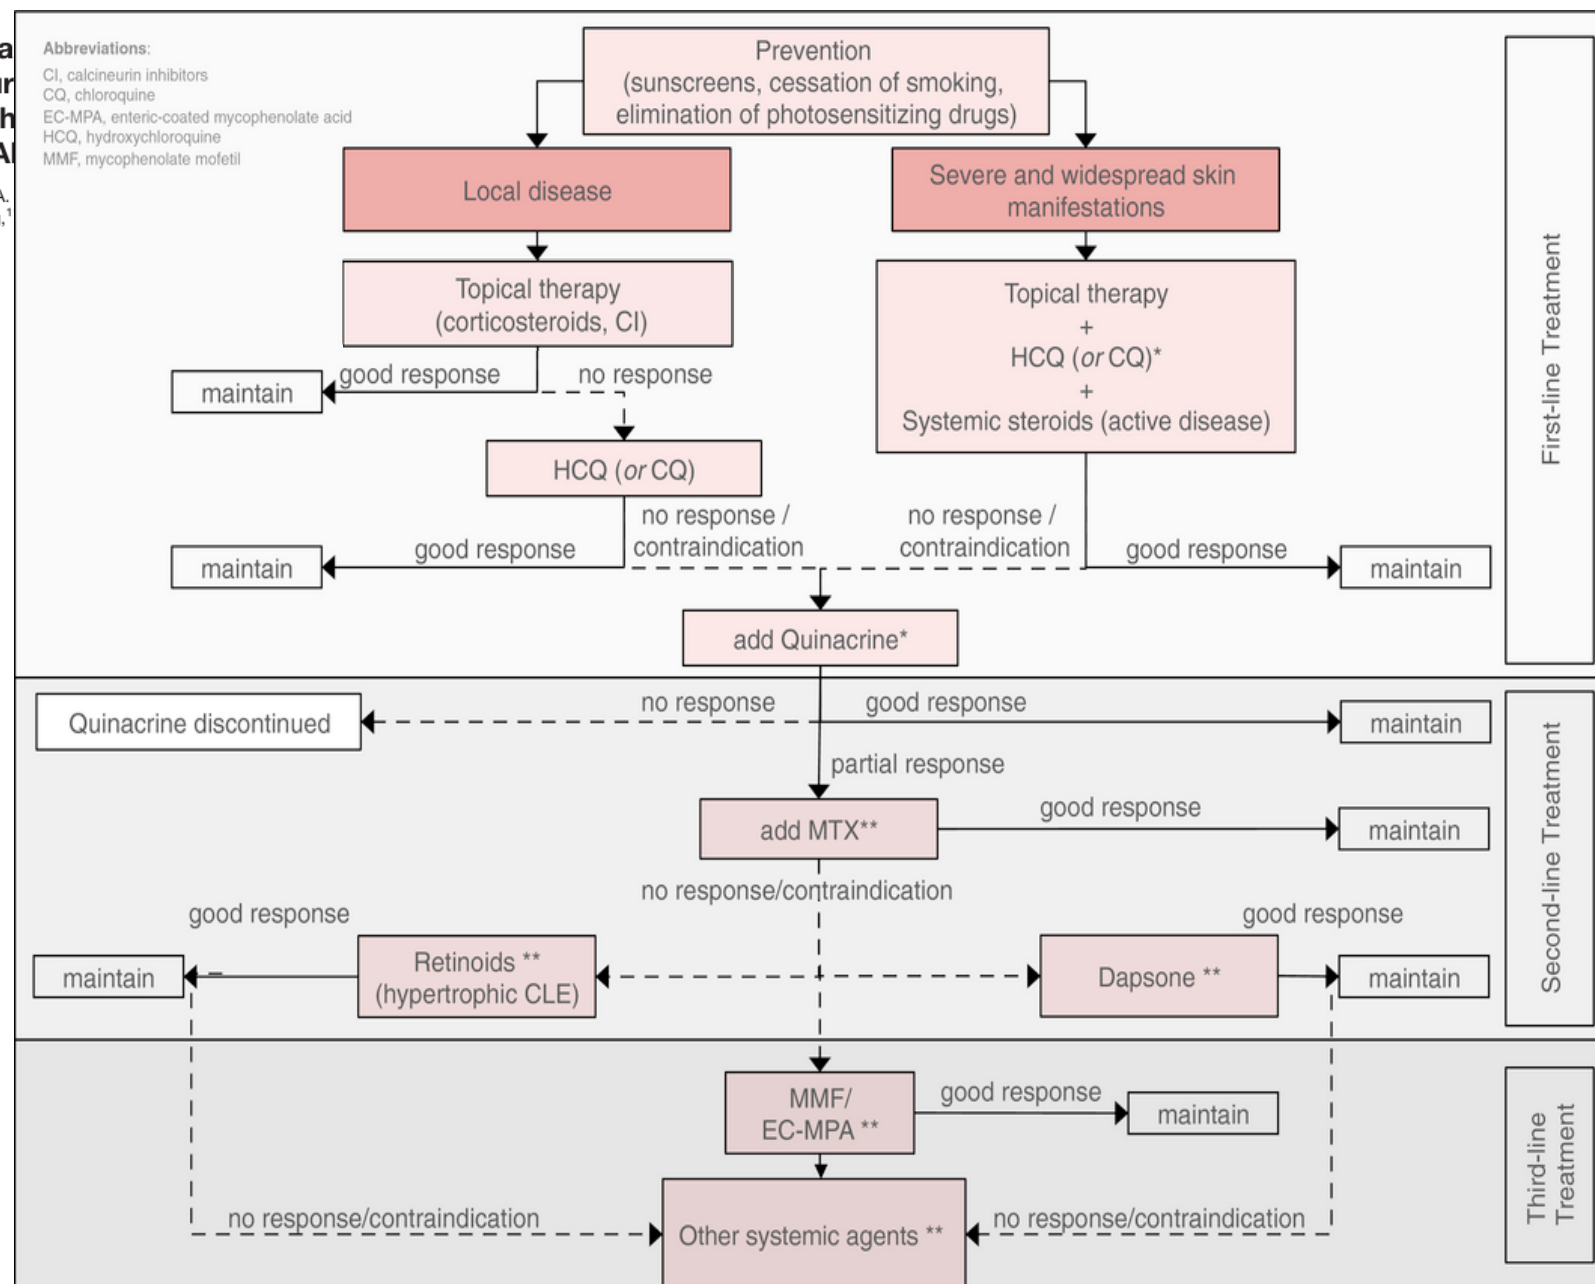 Abbreviations:
CI, calcineurin inhibitors
CQ, chloroquine
EC-MPA, enteric-coated mycophenolate acid
HCQ, hydroxychloroquine
MMF, mycophenolate mofetil
Prevention
(sunscreens, cessation of smoking,
elimination of photosensitizing drugs)
Local disease
Severe and widespread skin
manifestations
Topical therapy
(corticosteroids, CI)
Topical therapy
+
HCQ (or CQ)*
+
Systemic steroids (active disease)
good response
no response
maintain
HCQ (or CQ)
no response /
contraindication
no response /
contraindication
good response
good response
maintain
maintain
add Quinacrine*
First-line Treatment
no response
good response
Quinacrine discontinued
maintain
partial response
add MTX**
good response
maintain
no response/contraindication
good response
good response
maintain
Retinoids **
(hypertrophic CLE)
Dapsone **
maintain
Second-line Treatment
MMF/
EC-MPA **
good response
maintain
no response/contraindication
Other systemic agents **
no response/contraindication
Third-line
Treatment